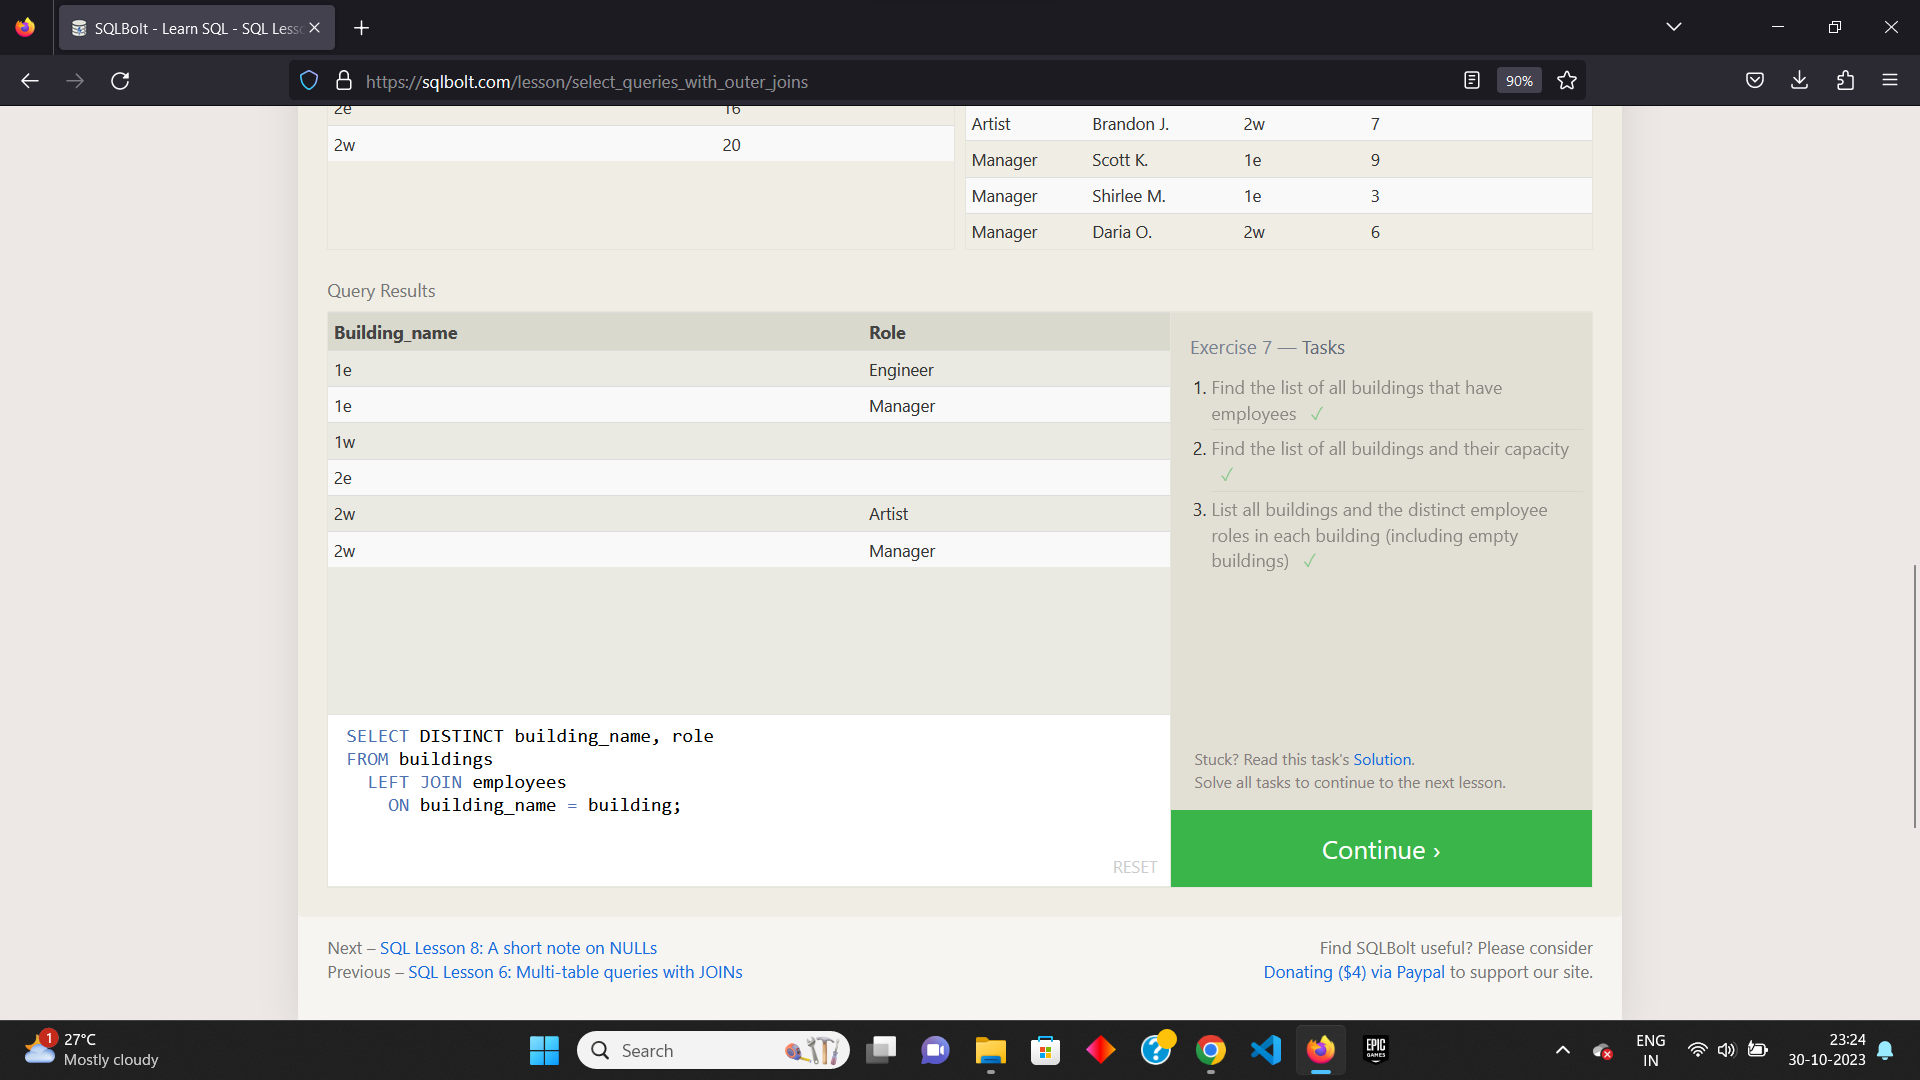 SQLBolt - Learn SQL - SQL Less
https://sqlbolt.com/lesson/select_queries_with_outer_joins
90%
2e 16
2w 20
Artist Brandon J. 2w 7
Manager Scott K. 1e 9
Manager Shirlee M. 1e 3
Manager Daria O. 2w 6
Query Results
Building_name Role
1e Engineer
1e Manager
1w
2e
2w Artist
2w Manager
Exercise 7 — Tasks
1. Find the list of all buildings that have
employees ✓
2. Find the list of all buildings and their capacity
✓
3. List all buildings and the distinct employee
roles in each building (including empty
buildings) ✓
SELECT DISTINCT building_name, role
FROM buildings
LEFT JOIN employees
ON building_name = building;
RESET
Stuck? Read this task's Solution.
Solve all tasks to continue to the next lesson.
Continue ›
Next – SQL Lesson 8: A short note on NULLs
Previous – SQL Lesson 6: Multi-table queries with JOINs
Find SQLBolt useful? Please consider
Donating ($4) via Paypal to support our site.
1
27°C
Mostly cloudy
Search
EPIC
GAMES
ENG
IN
23:24
30-10-2023